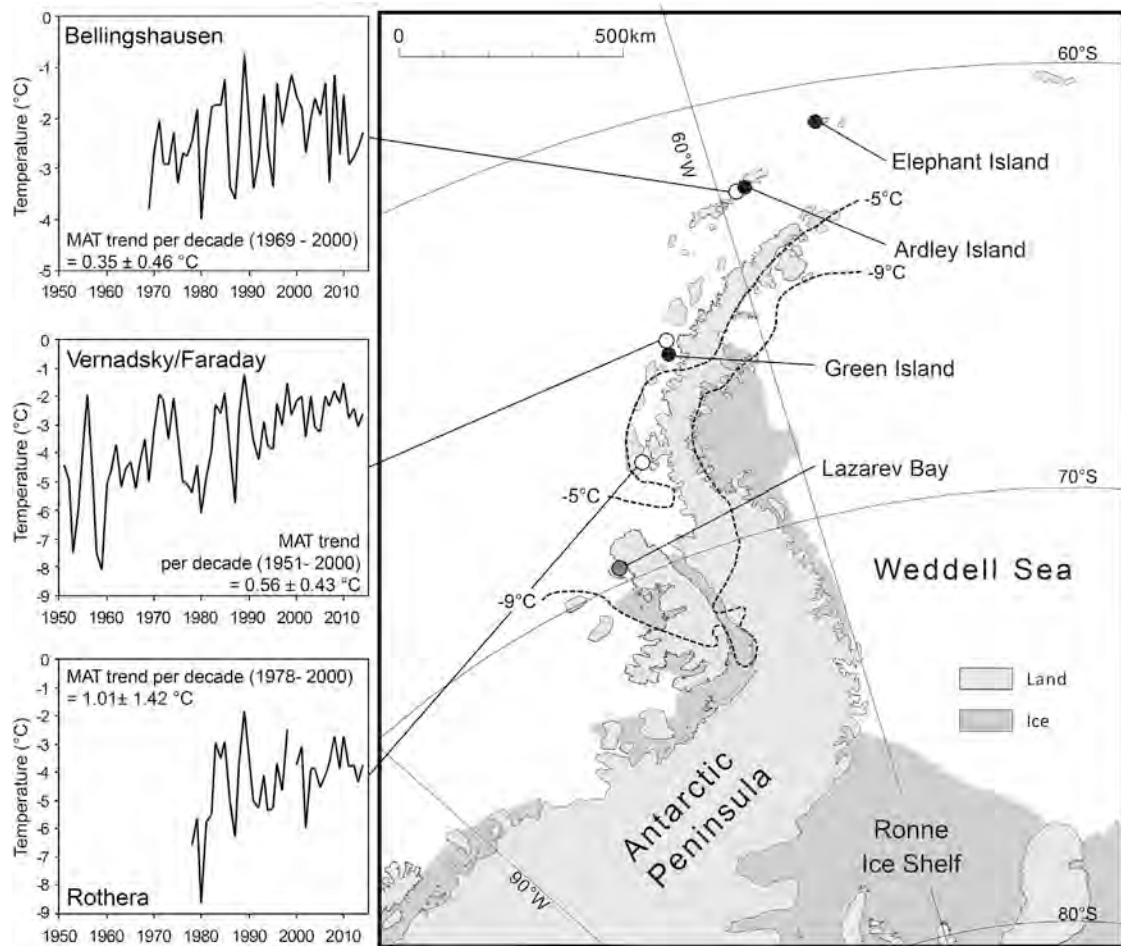 Bellingshausen
Temperature (°C)
0
-1
-2
-3
-4
-5
MAT trend per decade (1969 - 2000)
= 0.35 ± 0.46 °C
1950 1960 1970 1980 1990 2000 2010
Vernadsky/Faraday
Temperature (°C)
0
-1
-2
-3
-4
-5
-6
-7
-8
-9
MAT trend
per decade (1951- 2000)
= 0.56 ± 0.43 °C
1950 1960 1970 1980 1990 2000 2010
MAT trend per decade (1978- 2000)
= 1.01± 1.42 °C
Temperature (°C)
0
-1
-2
-3
-4
-5
-6
-7
-8
-9
Rothera
1950 1960 1970 1980 1990 2000 2010
0 500km
60°S
60°W
Elephant Island
-5°C
Ardley Island
-9°C
Green Island
Lazarev Bay
70°S
-5°C
Weddell Sea
-9°C
Land
Ice
Antarctic
Peninsula
Ronne
Ice Shelf
90°W
80°S